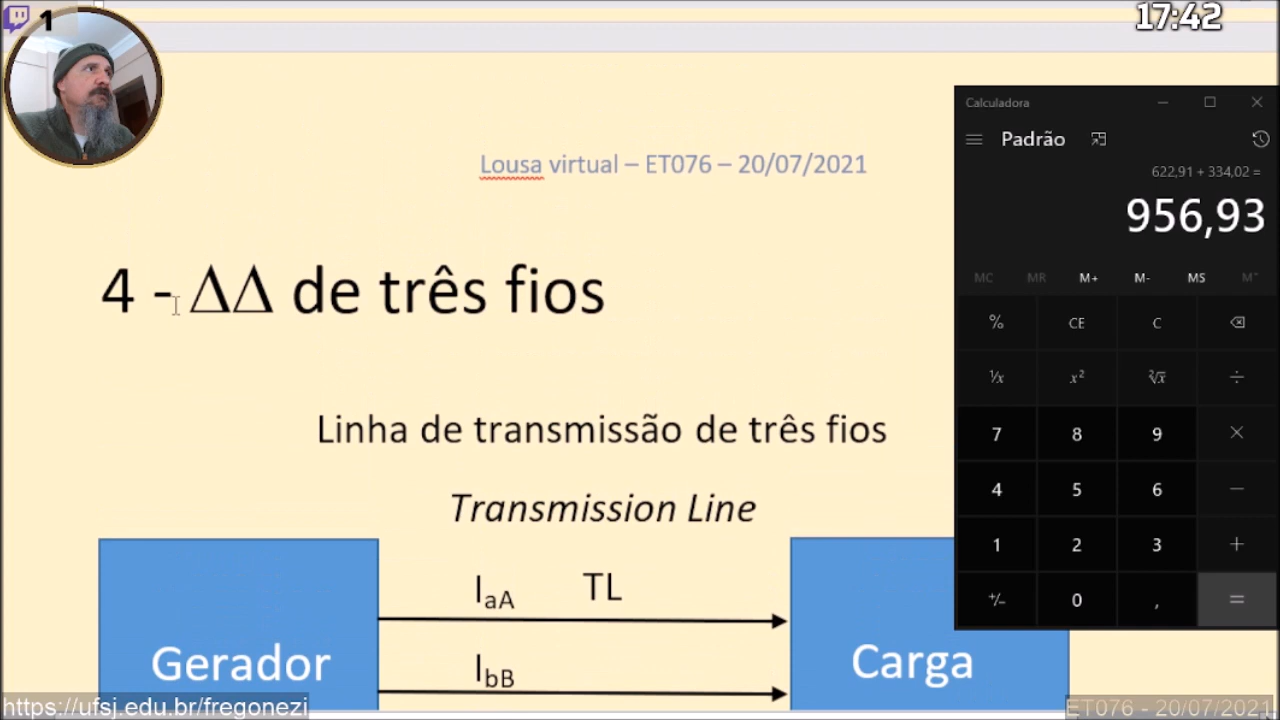 1
17:42
Lousa virtual – ET076 – 20/07/2021
4 - ΔΔ de três fios
Linha de transmissão de três fios
Transmission Line
IaA TL
IbB
Gerador
Carga
Calculadora
Padrão
622,91 + 334,02 =
956,93
MC MR M+ M- MS M˅
% CE C
¹/x x² ²√x ÷
7 8 9 ×
4 5 6 −
1 2 3 +
+/− 0 , =
https://ufsj.edu.br/fregonezi
ET076 - 20/07/2021